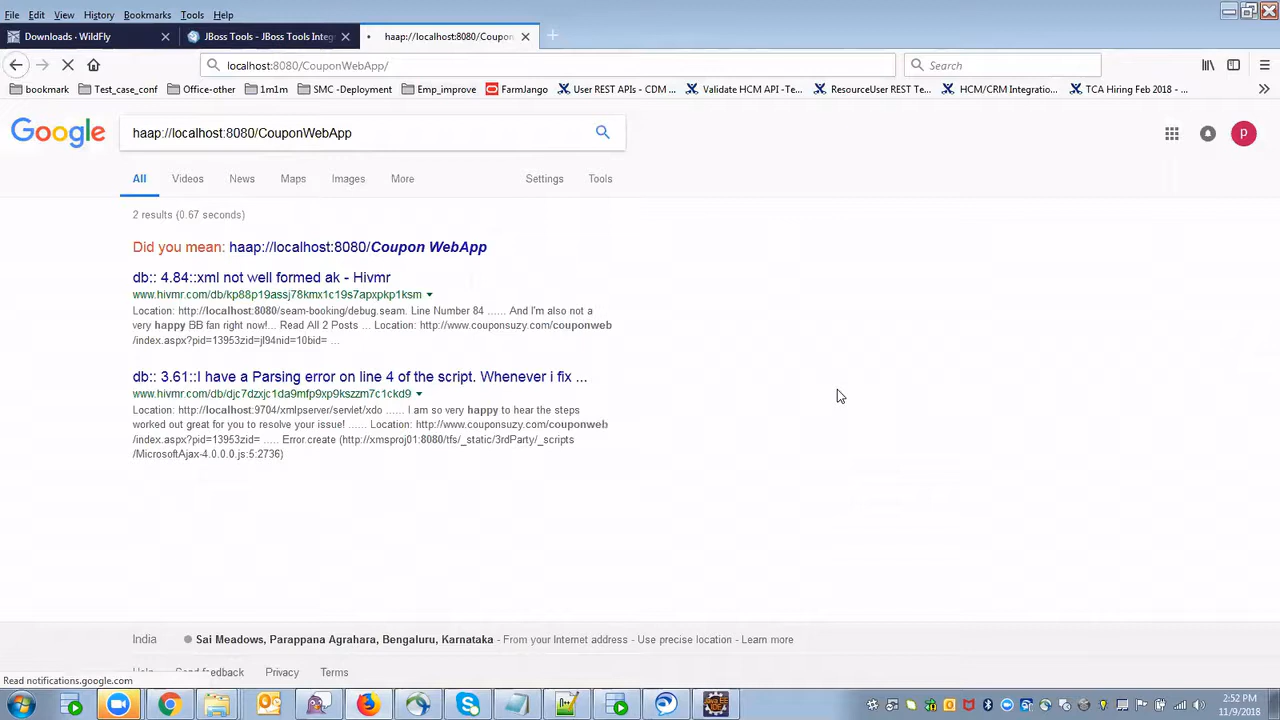 File Edit View History Bookmarks Tools Help
Downloads - WildFly
JBoss Tools - JBoss Tools Integ
haap://localhost:8080/Coupon
localhost:8080/CouponWebApp/
Search
bookmark Test_case_conf Office-other 1m1m SMC -Deployment Emp_improve FarmJango User REST APIs - CDM ... Validate HCM API -Te... ResourceUser REST Te... HCM/CRM Integratio... TCA Hiring Feb 2018 - ...
Google
haap://localhost:8080/CouponWebApp
p
All Videos News Maps Images More Settings Tools
2 results (0.67 seconds)
Did you mean: haap://localhost:8080/Coupon WebApp
db:: 4.84::xml not well formed ak - Hivmr
www.hivmr.com/db/kp88p19assj78kmx1c19s7apxpkp1ksm
Location: http://localhost:8080/seam-booking/debug.seam. Line Number 84 ...... And I'm also not a
very happy BB fan right now!... Read All 2 Posts ... Location: http://www.couponsuzy.com/couponweb
/index.aspx?pid=13953zid=jl94nid=10bid= ...
db:: 3.61::I have a Parsing error on line 4 of the script. Whenever i fix ...
www.hivmr.com/db/djc7dzxjc1da9mfp9xp9kszzm7c1ckd9
Location: http://localhost:9704/xmlpserver/servlet/xdo ...... I am so very happy to hear the steps
worked out great for you to resolve your issue! ...... Location: http://www.couponsuzy.com/couponweb
/index.aspx?pid=13953zid= ..... Error.create (http://xmsproj01:8080/tfs/_static/3rdParty/_scripts
/MicrosoftAjax-4.0.0.0.js:5:2736)
India Sai Meadows, Parappana Agrahara, Bengaluru, Karnataka - From your Internet address - Use precise location - Learn more
Help Send feedback Privacy Terms
Read notifications.google.com
2:52 PM
11/9/2018